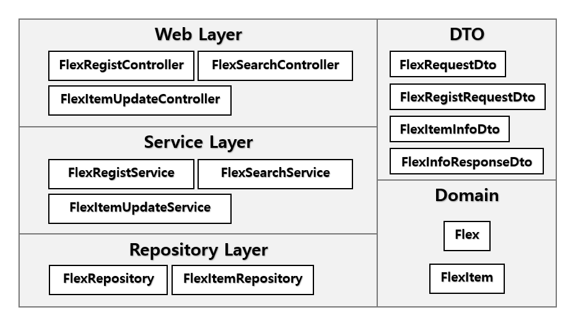 Web Layer
FlexRegistController
FlexSearchController
FlexItemUpdateController
Service Layer
FlexRegistService
FlexSearchService
FlexItemUpdateService
Repository Layer
FlexRepository
FlexItemRepository
DTO
FlexRequestDto
FlexRegistRequestDto
FlexItemInfoDto
FlexInfoResponseDto
Domain
Flex
FlexItem